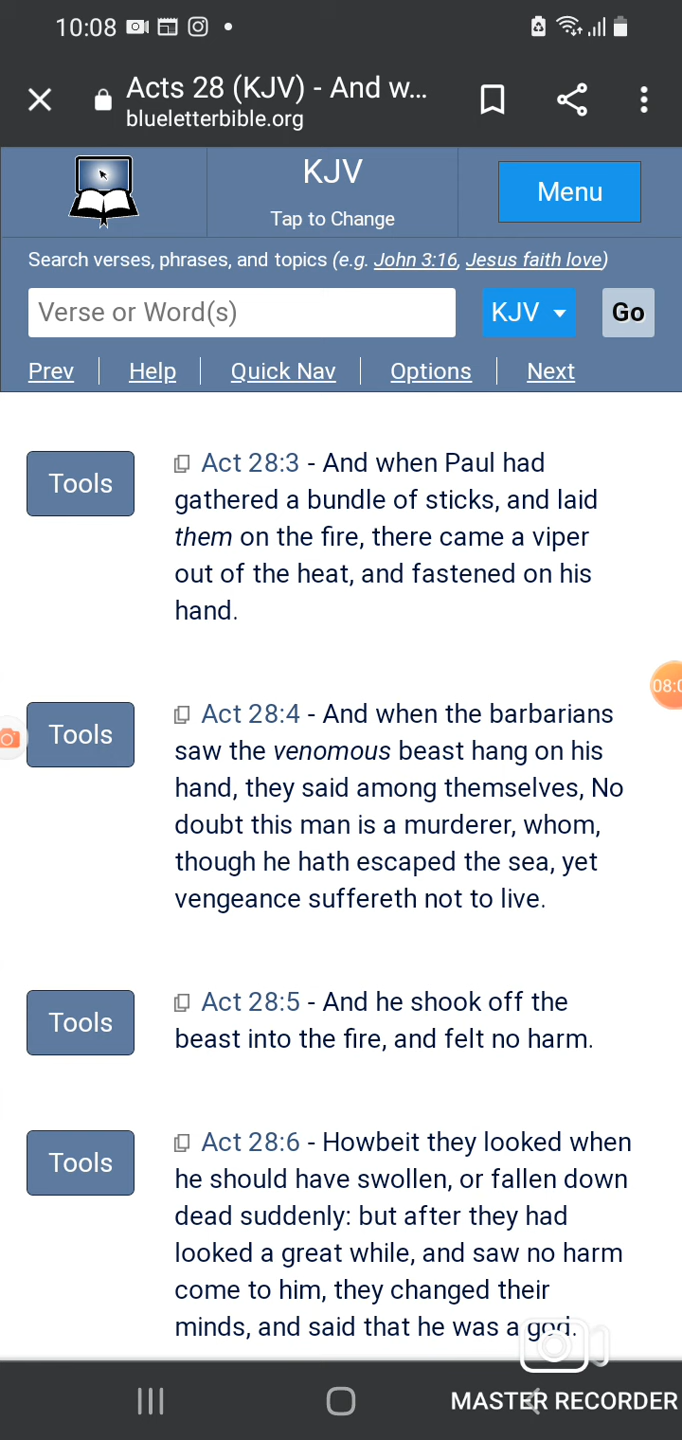 10:08
Acts 28 (KJV) - And w...
blueletterbible.org
KJV
Tap to Change
Menu
Search verses, phrases, and topics (e.g. John 3:16, Jesus faith love)
Verse or Word(s)
KJV
Go
Prev
Help
Quick Nav
Options
Next
Tools
Act 28:3 - And when Paul had
gathered a bundle of sticks, and laid
them on the fire, there came a viper
out of the heat, and fastened on his
hand.
08:0
Tools
Act 28:4 - And when the barbarians
saw the venomous beast hang on his
hand, they said among themselves, No
doubt this man is a murderer, whom,
though he hath escaped the sea, yet
vengeance suffereth not to live.
Tools
Act 28:5 - And he shook off the
beast into the fire, and felt no harm.
Tools
Act 28:6 - Howbeit they looked when
he should have swollen, or fallen down
dead suddenly: but after they had
looked a great while, and saw no harm
come to him, they changed their
minds, and said that he was a god.
MASTER RECORDER